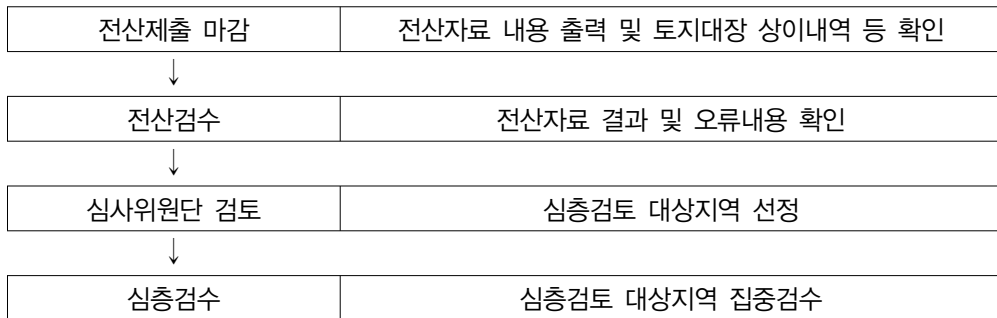 전산제출 마감 전산자료 내용 출력 및 토지대장 상이내역 등 확인
↓
전산검수 전산자료 결과 및 오류내용 확인
↓
심사위원단 검토 심층검토 대상지역 선정
↓
심층검수 심층검토 대상지역 집중검수